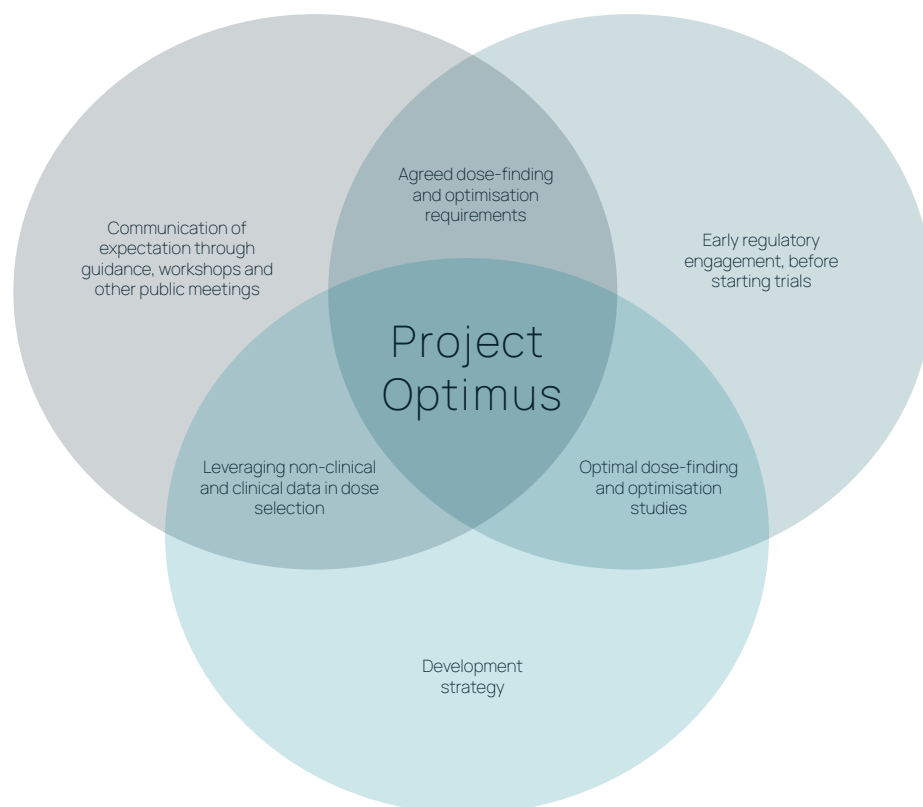 Agreed dose-finding
and optimisation
requirements
Communication of
expectation through
guidance, workshops and
other public meetings
Early regulatory
engagement, before
starting trials
Project
Optimus
Leveraging non-clinical
and clinical data in dose
selection
Optimal dose-finding
and optimisation
studies
Development
strategy